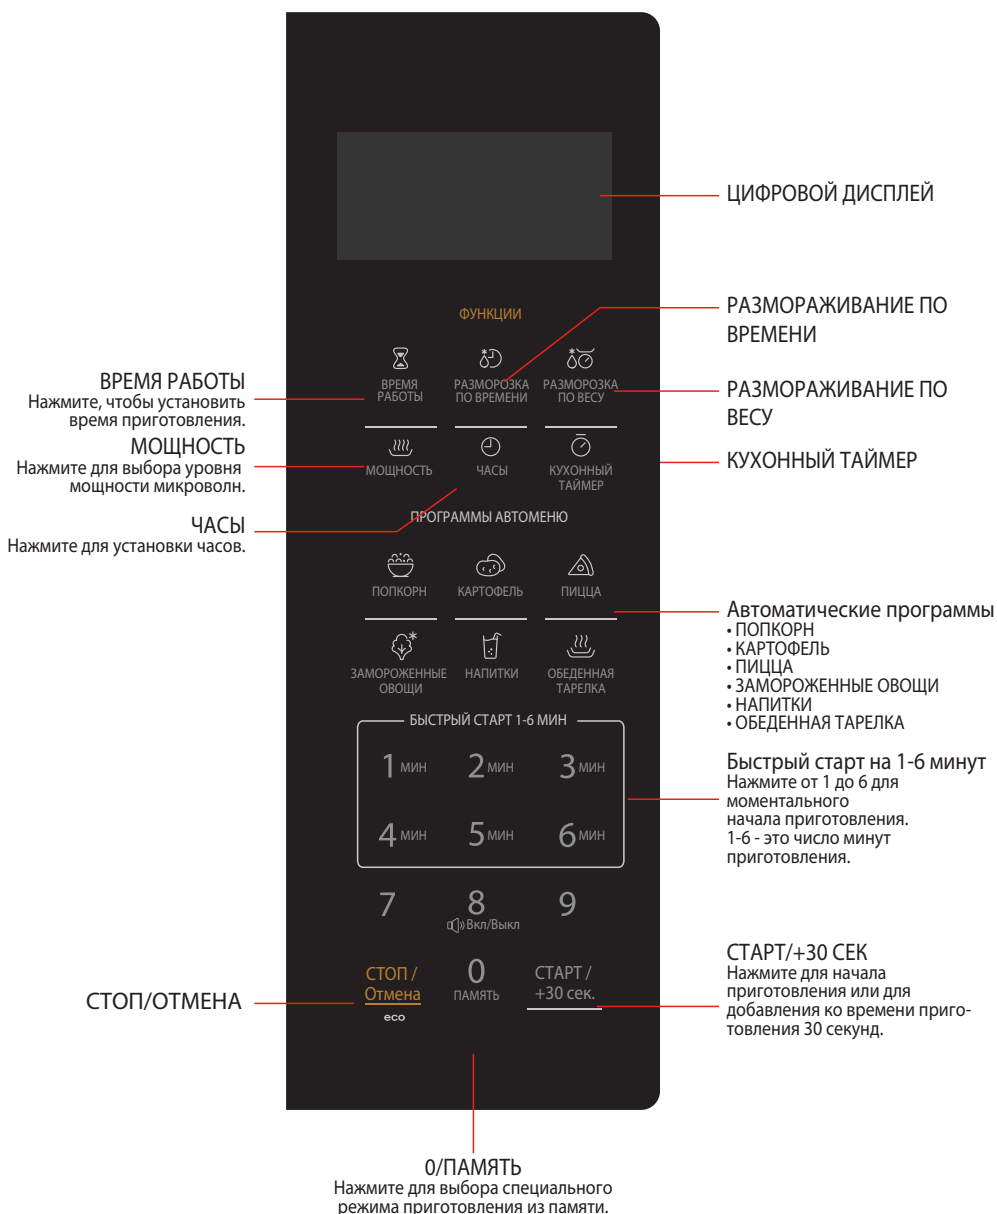 ЦИФРОВОЙ ДИСПЛЕЙ
ФУНКЦИИ
РАЗМОРАЖИВАНИЕ ПО
ВРЕМЕНИ
ВРЕМЯ
РАБОТЫ
РАЗМОРОЗКА
ПО ВРЕМЕНИ
РАЗМОРОЗКА
ПО ВЕСУ
ВРЕМЯ РАБОТЫ
Нажмите, чтобы установить
время приготовления.
РАЗМОРАЖИВАНИЕ ПО
ВЕСУ
МОЩНОСТЬ
Нажмите для выбора уровня
мощности микроволн.
МОЩНОСТЬ
ЧАСЫ
КУХОННЫЙ
ТАЙМЕР
КУХОННЫЙ ТАЙМЕР
ЧАСЫ
Нажмите для установки часов.
ПРОГРАММЫ АВТОМЕНЮ
ПОПКОРН
КАРТОФЕЛЬ
ПИЦЦА
ЗАМОРОЖЕННЫЕ
ОВОЩИ
НАПИТКИ
ОБЕДЕННАЯ
ТАРЕЛКА
Автоматические программы
• ПОПКОРН
• КАРТОФЕЛЬ
• ПИЦЦА
• ЗАМОРОЖЕННЫЕ ОВОЩИ
• НАПИТКИ
• ОБЕДЕННАЯ ТАРЕЛКА
БЫСТРЫЙ СТАРТ 1-6 МИН
1 МИН 2 МИН 3 МИН
4 МИН 5 МИН 6 МИН
Быстрый старт на 1-6 минут
Нажмите от 1 до 6 для
моментального
начала приготовления.
1-6 - это число минут
приготовления.
7 8 9
Вкл/Выкл
СТОП /
Отмена
eco
0
ПАМЯТЬ
СТАРТ /
+30 сек.
СТОП/ОТМЕНА
СТАРТ/+30 СЕК
Нажмите для начала
приготовления или для
добавления ко времени приго-
товления 30 секунд.
0/ПАМЯТЬ
Нажмите для выбора специального
режима приготовления из памяти.